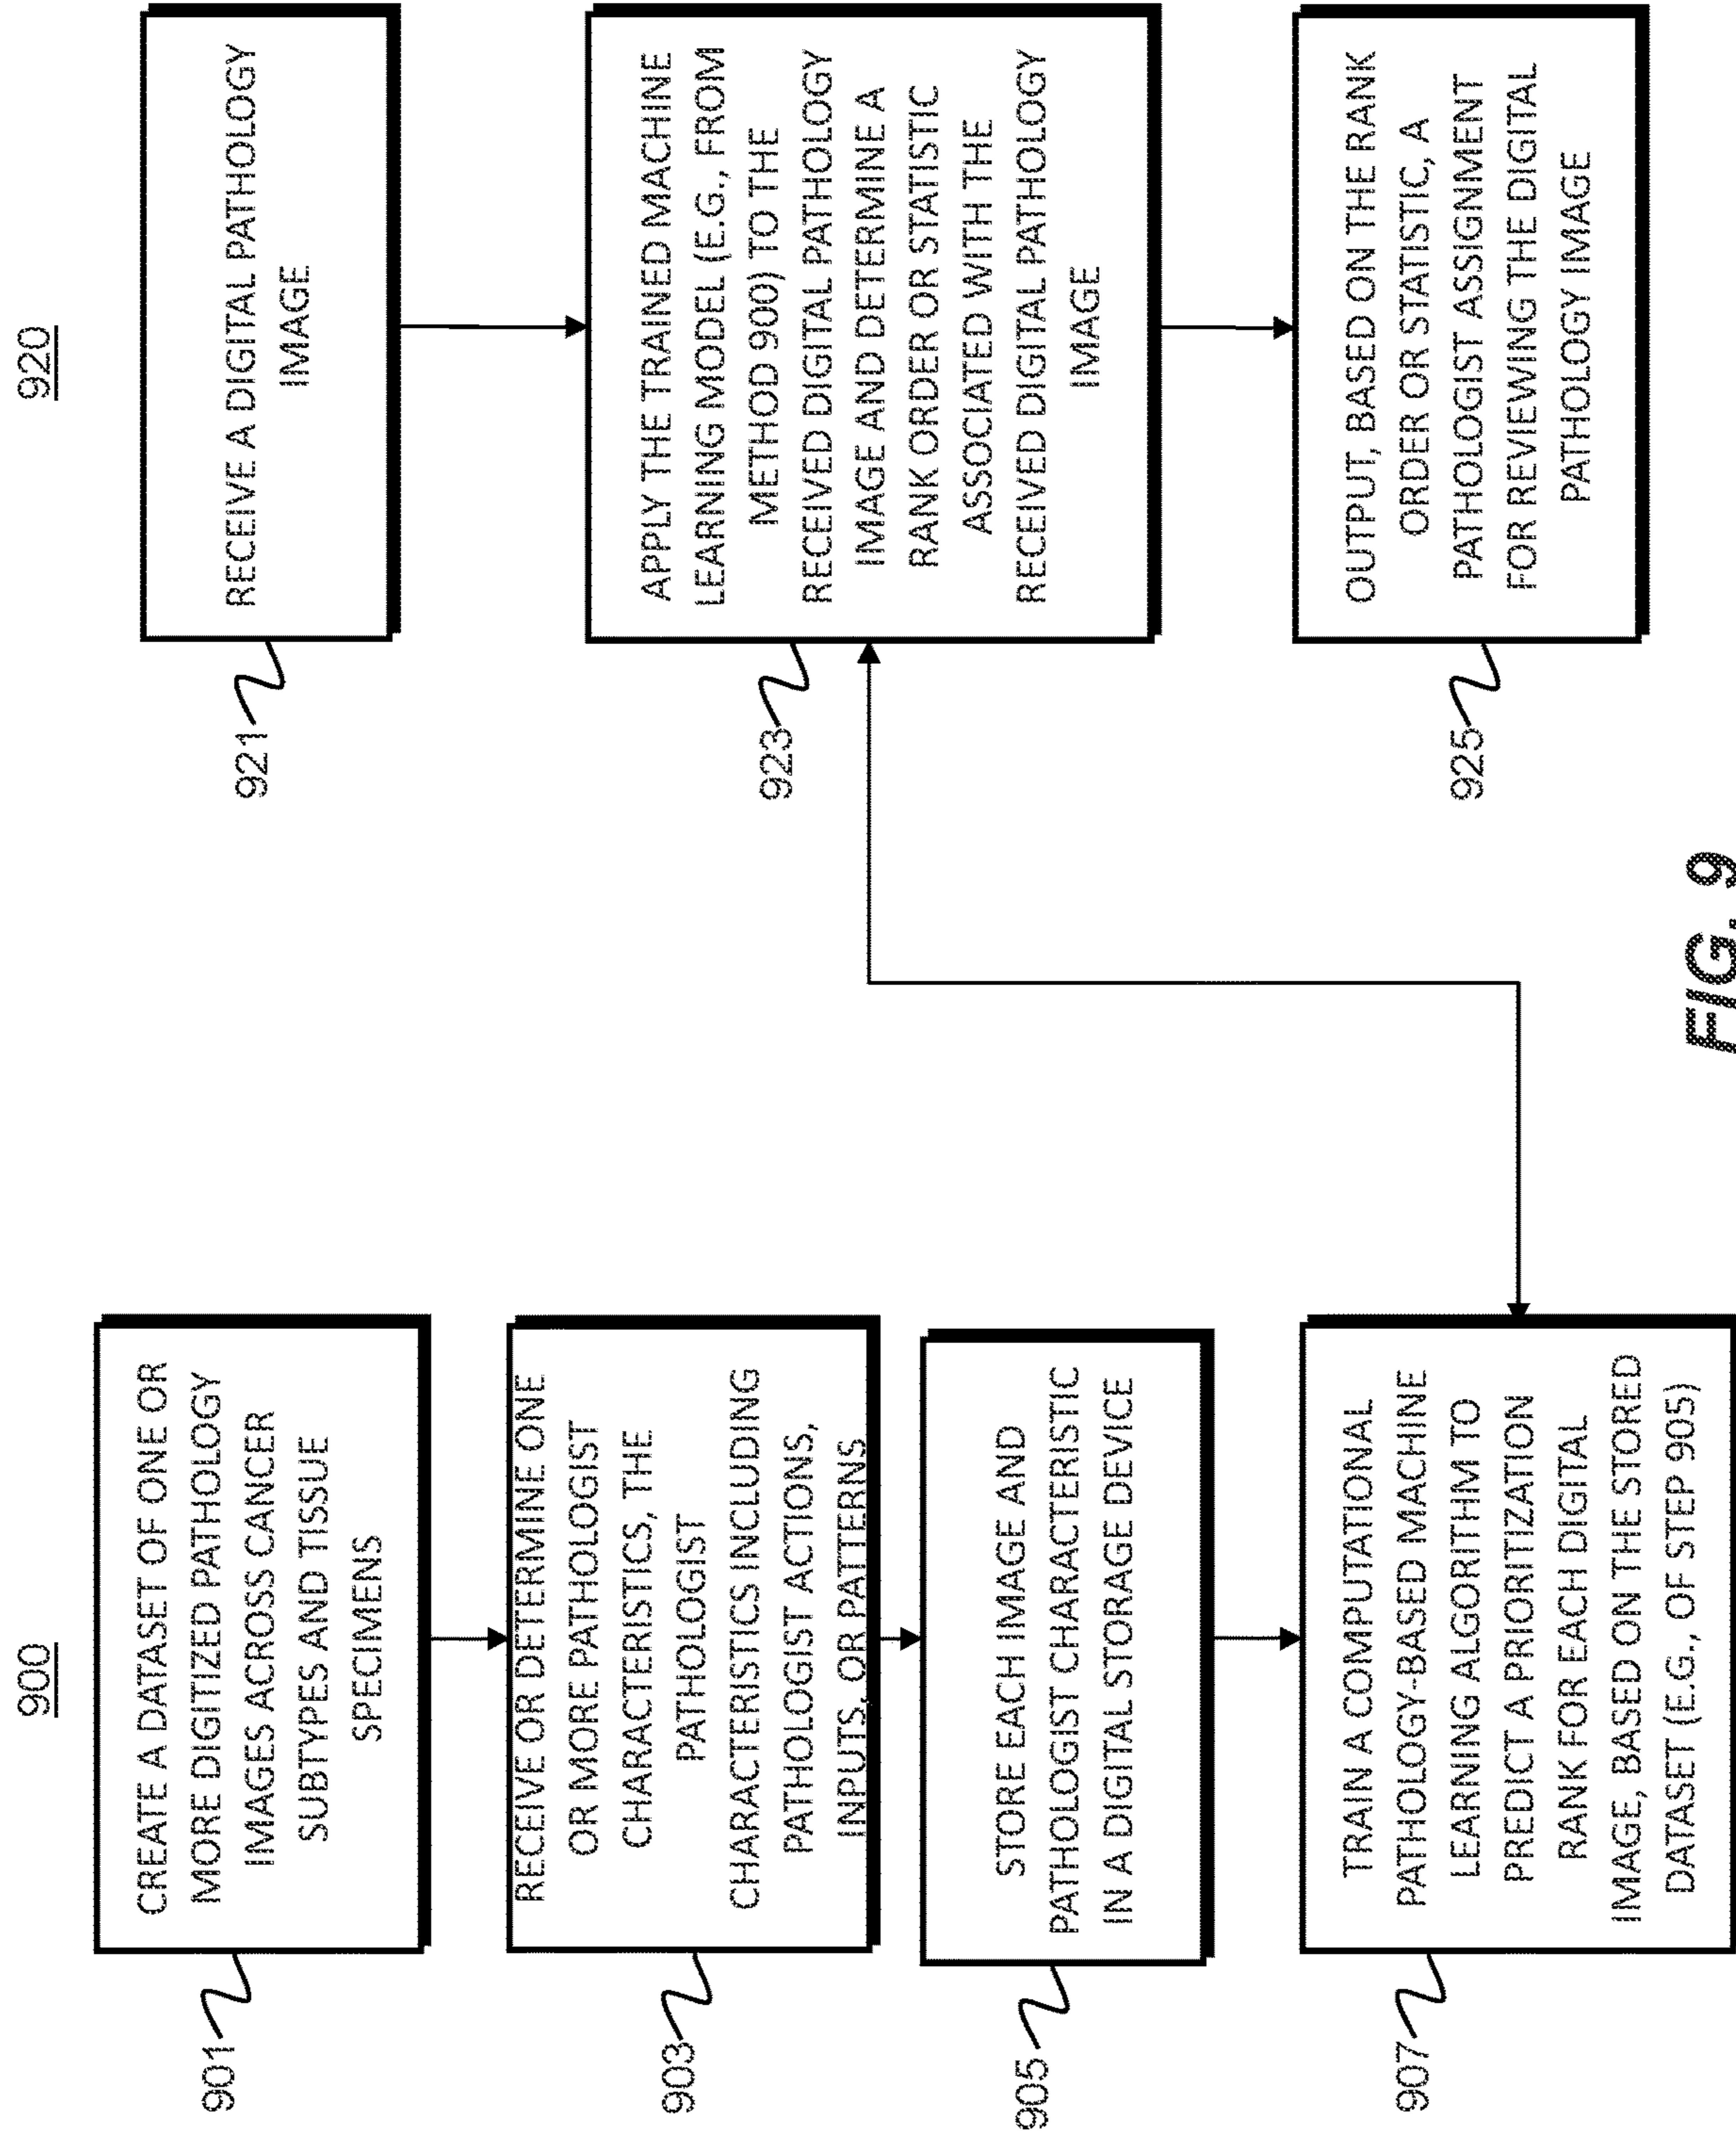 900
901
CREATE A DATASET OF ONE OR
MORE DIGITIZED PATHOLOGY
IMAGES ACROSS CANCER
SUBTYPES AND TISSUE
SPECIMENS
903
RECEIVE OR DETERMINE ONE
OR MORE PATHOLOGIST
CHARACTERISTICS, THE
PATHOLOGIST
CHARACTERISTICS INCLUDING
PATHOLOGIST ACTIONS,
INPUTS, OR PATTERNS
905
STORE EACH IMAGE AND
PATHOLOGIST CHARACTERISTIC
IN A DIGITAL STORAGE DEVICE
907
TRAIN A COMPUTATIONAL
PATHOLOGY-BASED MACHINE
LEARNING ALGORITHM TO
PREDICT A PRIORITIZATION
RANK FOR EACH DIGITAL
IMAGE, BASED ON THE STORED
DATASET (E.G., OF STEP 905)
920
921
RECEIVE A DIGITAL PATHOLOGY
IMAGE
923
APPLY THE TRAINED MACHINE
LEARNING MODEL (E.G., FROM
METHOD 900) TO THE
RECEIVED DIGITAL PATHOLOGY
IMAGE AND DETERMINE A
RANK ORDER OR STATISTIC
ASSOCIATED WITH THE
RECEIVED DIGITAL PATHOLOGY
IMAGE
925
OUTPUT, BASED ON THE RANK
ORDER OR STATISTIC, A
PATHOLOGIST ASSIGNMENT
FOR REVIEWING THE DIGITAL
PATHOLOGY IMAGE
FIG. 9